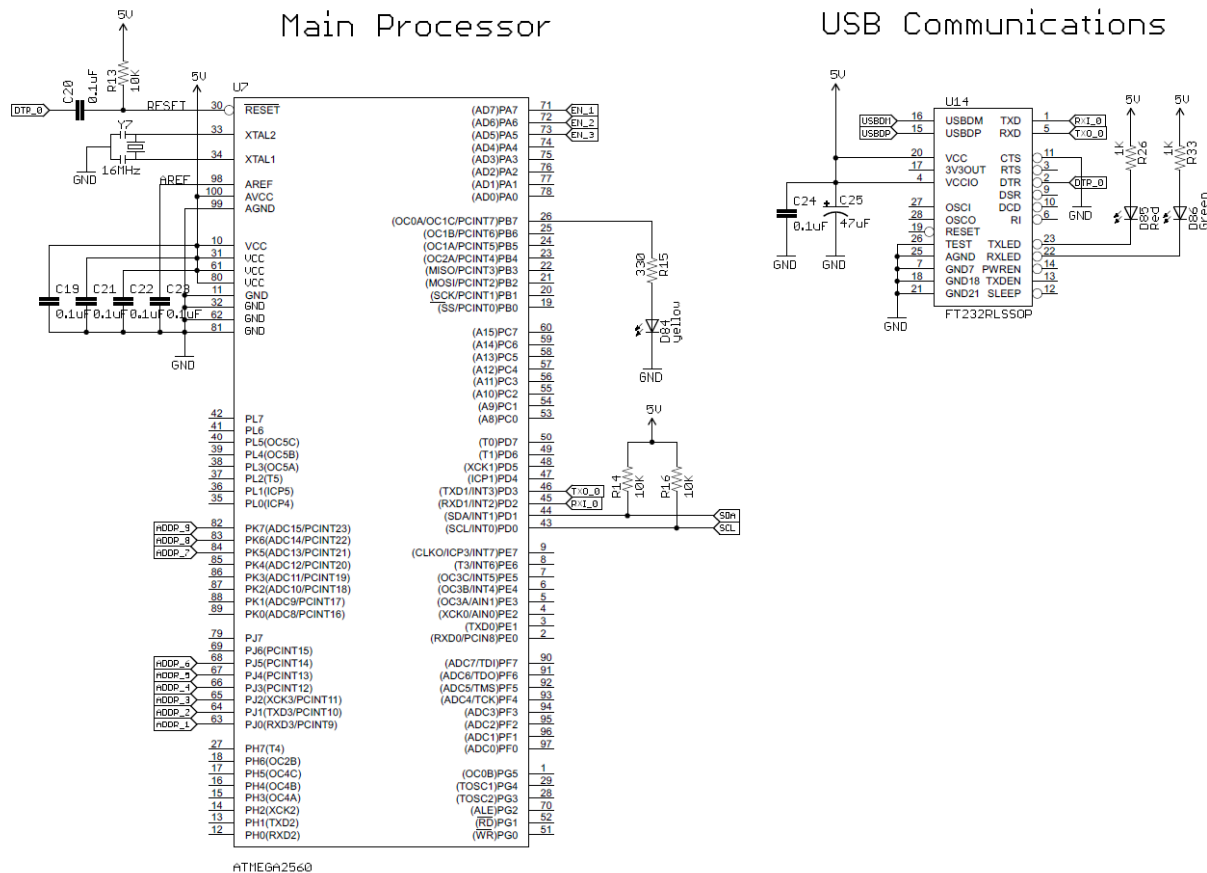 Main Processor
USB Communications
5V
R13
10K
C20
0.1uF
DTR_0
RESET
Y7
16MHz
GND
AREF
5V
U7
30 RESET
33 XTAL2
34 XTAL1
98 AREF
100 AVCC
99 AGND
10 VCC
31 VCC
61 VCC
80 VCC
11 GND
32 GND
62 GND
81 GND
C19 C21 C22 C23
0.1uF 0.1uF 0.1uF 0.1uF
GND
42 PL7
41 PL6
40 PL5(OC5C)
39 PL4(OC5B)
38 PL3(OC5A)
37 PL2(T5)
36 PL1(ICP5)
35 PL0(ICP4)
ADDR_9 82 PK7(ADC15/PCINT23)
ADDR_8 83 PK6(ADC14/PCINT22)
ADDR_7 84 PK5(ADC13/PCINT21)
85 PK4(ADC12/PCINT20)
86 PK3(ADC11/PCINT19)
87 PK2(ADC10/PCINT18)
88 PK1(ADC9/PCINT17)
89 PK0(ADC8/PCINT16)
79 PJ7
69 PJ6(PCINT15)
ADDR_6 68 PJ5(PCINT14)
ADDR_5 67 PJ4(PCINT13)
ADDR_4 66 PJ3(PCINT12)
ADDR_3 65 PJ2(XCK3/PCINT11)
ADDR_2 64 PJ1(TXD3/PCINT10)
ADDR_1 63 PJ0(RXD3/PCINT9)
27 PH7(T4)
18 PH6(OC2B)
17 PH5(OC4C)
16 PH4(OC4B)
15 PH3(OC4A)
14 PH2(XCK2)
13 PH1(TXD2)
12 PH0(RXD2)
(AD7)PA7 71 EN_1
(AD6)PA6 72 EN_2
(AD5)PA5 73 EN_3
(AD4)PA4 74
(AD3)PA3 75
(AD2)PA2 76
(AD1)PA1 77
(AD0)PA0 78
(OC0A/OC1C/PCINT7)PB7 26
(OC1B/PCINT6)PB6 25
(OC1A/PCINT5)PB5 24
(OC2A/PCINT4)PB4 23
(MISO/PCINT3)PB3 22
(MOSI/PCINT2)PB2 21
(SCK/PCINT1)PB1 20
(SS/PCINT0)PB0 19
330 R15
D84
yellow
GND
(A15)PC7 60
(A14)PC6 59
(A13)PC5 58
(A12)PC4 57
(A11)PC3 56
(A10)PC2 55
(A9)PC1 54
(A8)PC0 53
5V
R14 10K
R16 10K
(T0)PD7 50
(T1)PD6 49
(XCK1)PD5 48
(ICP1)PD4 47
(TXD1/INT3)PD3 46 TXO_0
(RXD1/INT2)PD2 45 RXI_0
(SDA/INT1)PD1 44 SDA
(SCL/INT0)PD0 43 SCL
(CLKO/ICP3/INT7)PE7 9
(T3/INT6)PE6 8
(OC3C/INT5)PE5 7
(OC3B/INT4)PE4 6
(OC3A/AIN1)PE3 5
(XCK0/AIN0)PE2 4
(TXD0)PE1 3
(RXD0/PCIN8)PE0 2
(ADC7/TDI)PF7 90
(ADC6/TDO)PF6 91
(ADC5/TMS)PF5 92
(ADC4/TCK)PF4 93
(ADC3)PF3 94
(ADC2)PF2 95
(ADC1)PF1 96
(ADC0)PF0 97
(OC0B)PG5 1
(TOSC1)PG4 29
(TOSC2)PG3 28
(ALE)PG2 70
(RD)PG1 52
(WR)PG0 51
ATMEGA2560
5V
U14
USBDM 16 USBDM
USBDP 15 USBDP
20 VCC
17 3V3OUT
4 VCCIO
27 OSCI
28 OSCO
19 RESET
26 TEST
25 AGND
7 GND7
18 GND18
21 GND21
TXD 1 RXI_0
RXD 5 TXO_0
CTS 11
RTS 3
DTR 2 DTR_0
DSR 9
DCD 10
RI 6
TXLED 23
RXLED 22
PWREN 14
TXDEN 13
SLEEP 12
FT232RLSSOP
C24
0.1uF
C25
47uF
GND
GND
GND
5V
1K R26
D85
Red
5V
1K R33
D86
Green